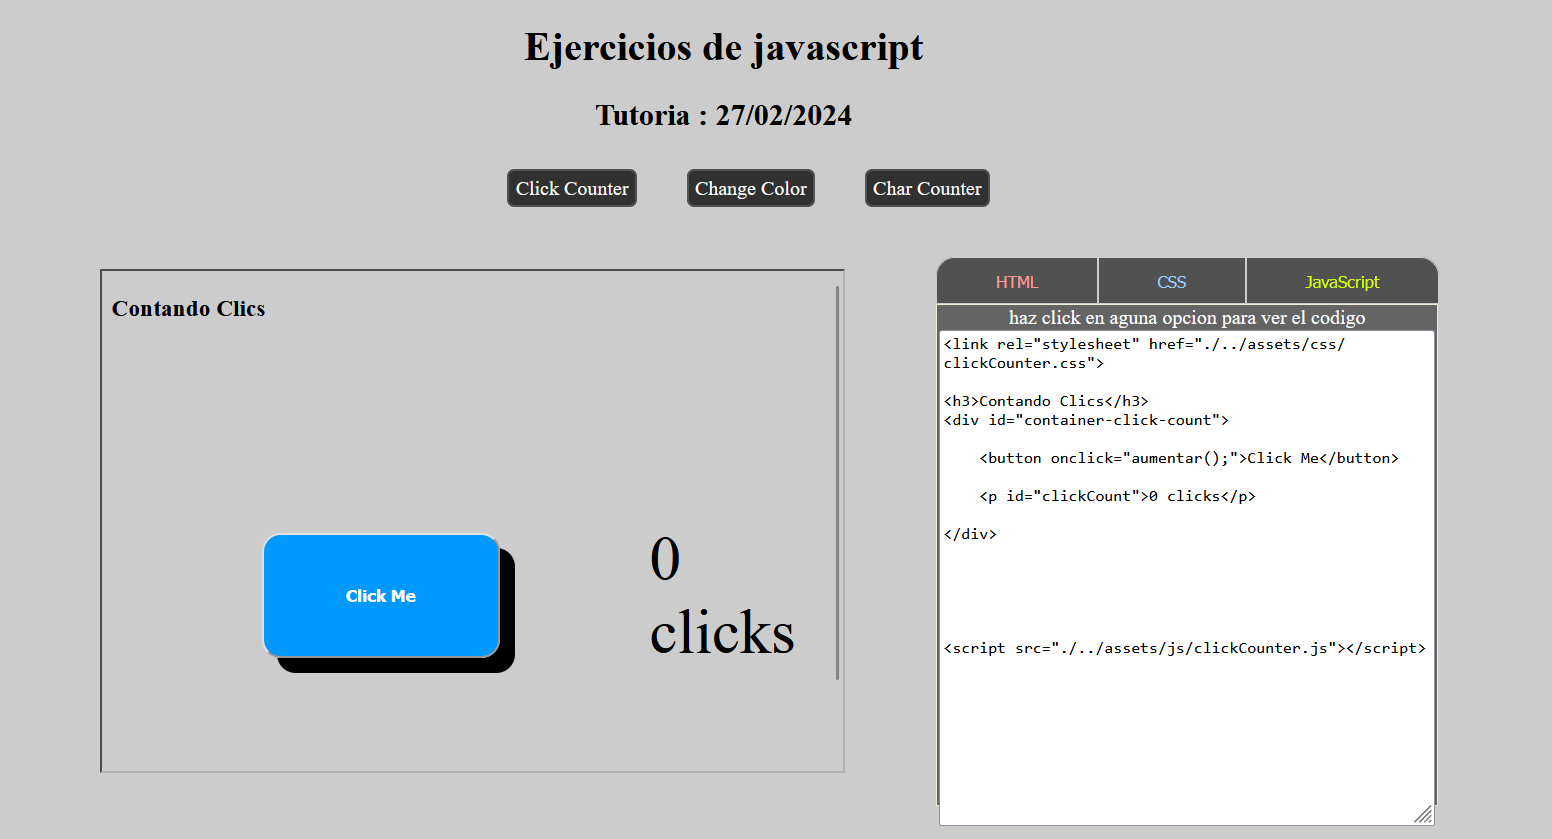 Ejercicios de javascript
Tutoria : 27/02/2024
Click Counter
Change Color
Char Counter
Contando Clics
Click Me
0
clicks
HTML
CSS
JavaScript
haz click en aguna opcion para ver el codigo
<link rel="stylesheet" href="./../assets/css/
clickCounter.css">
<h3>Contando Clics</h3>
<div id="container-click-count">
<button onclick="aumentar();">Click Me</button>
<p id="clickCount">0 clicks</p>
</div>
<script src="./../assets/js/clickCounter.js"></script>